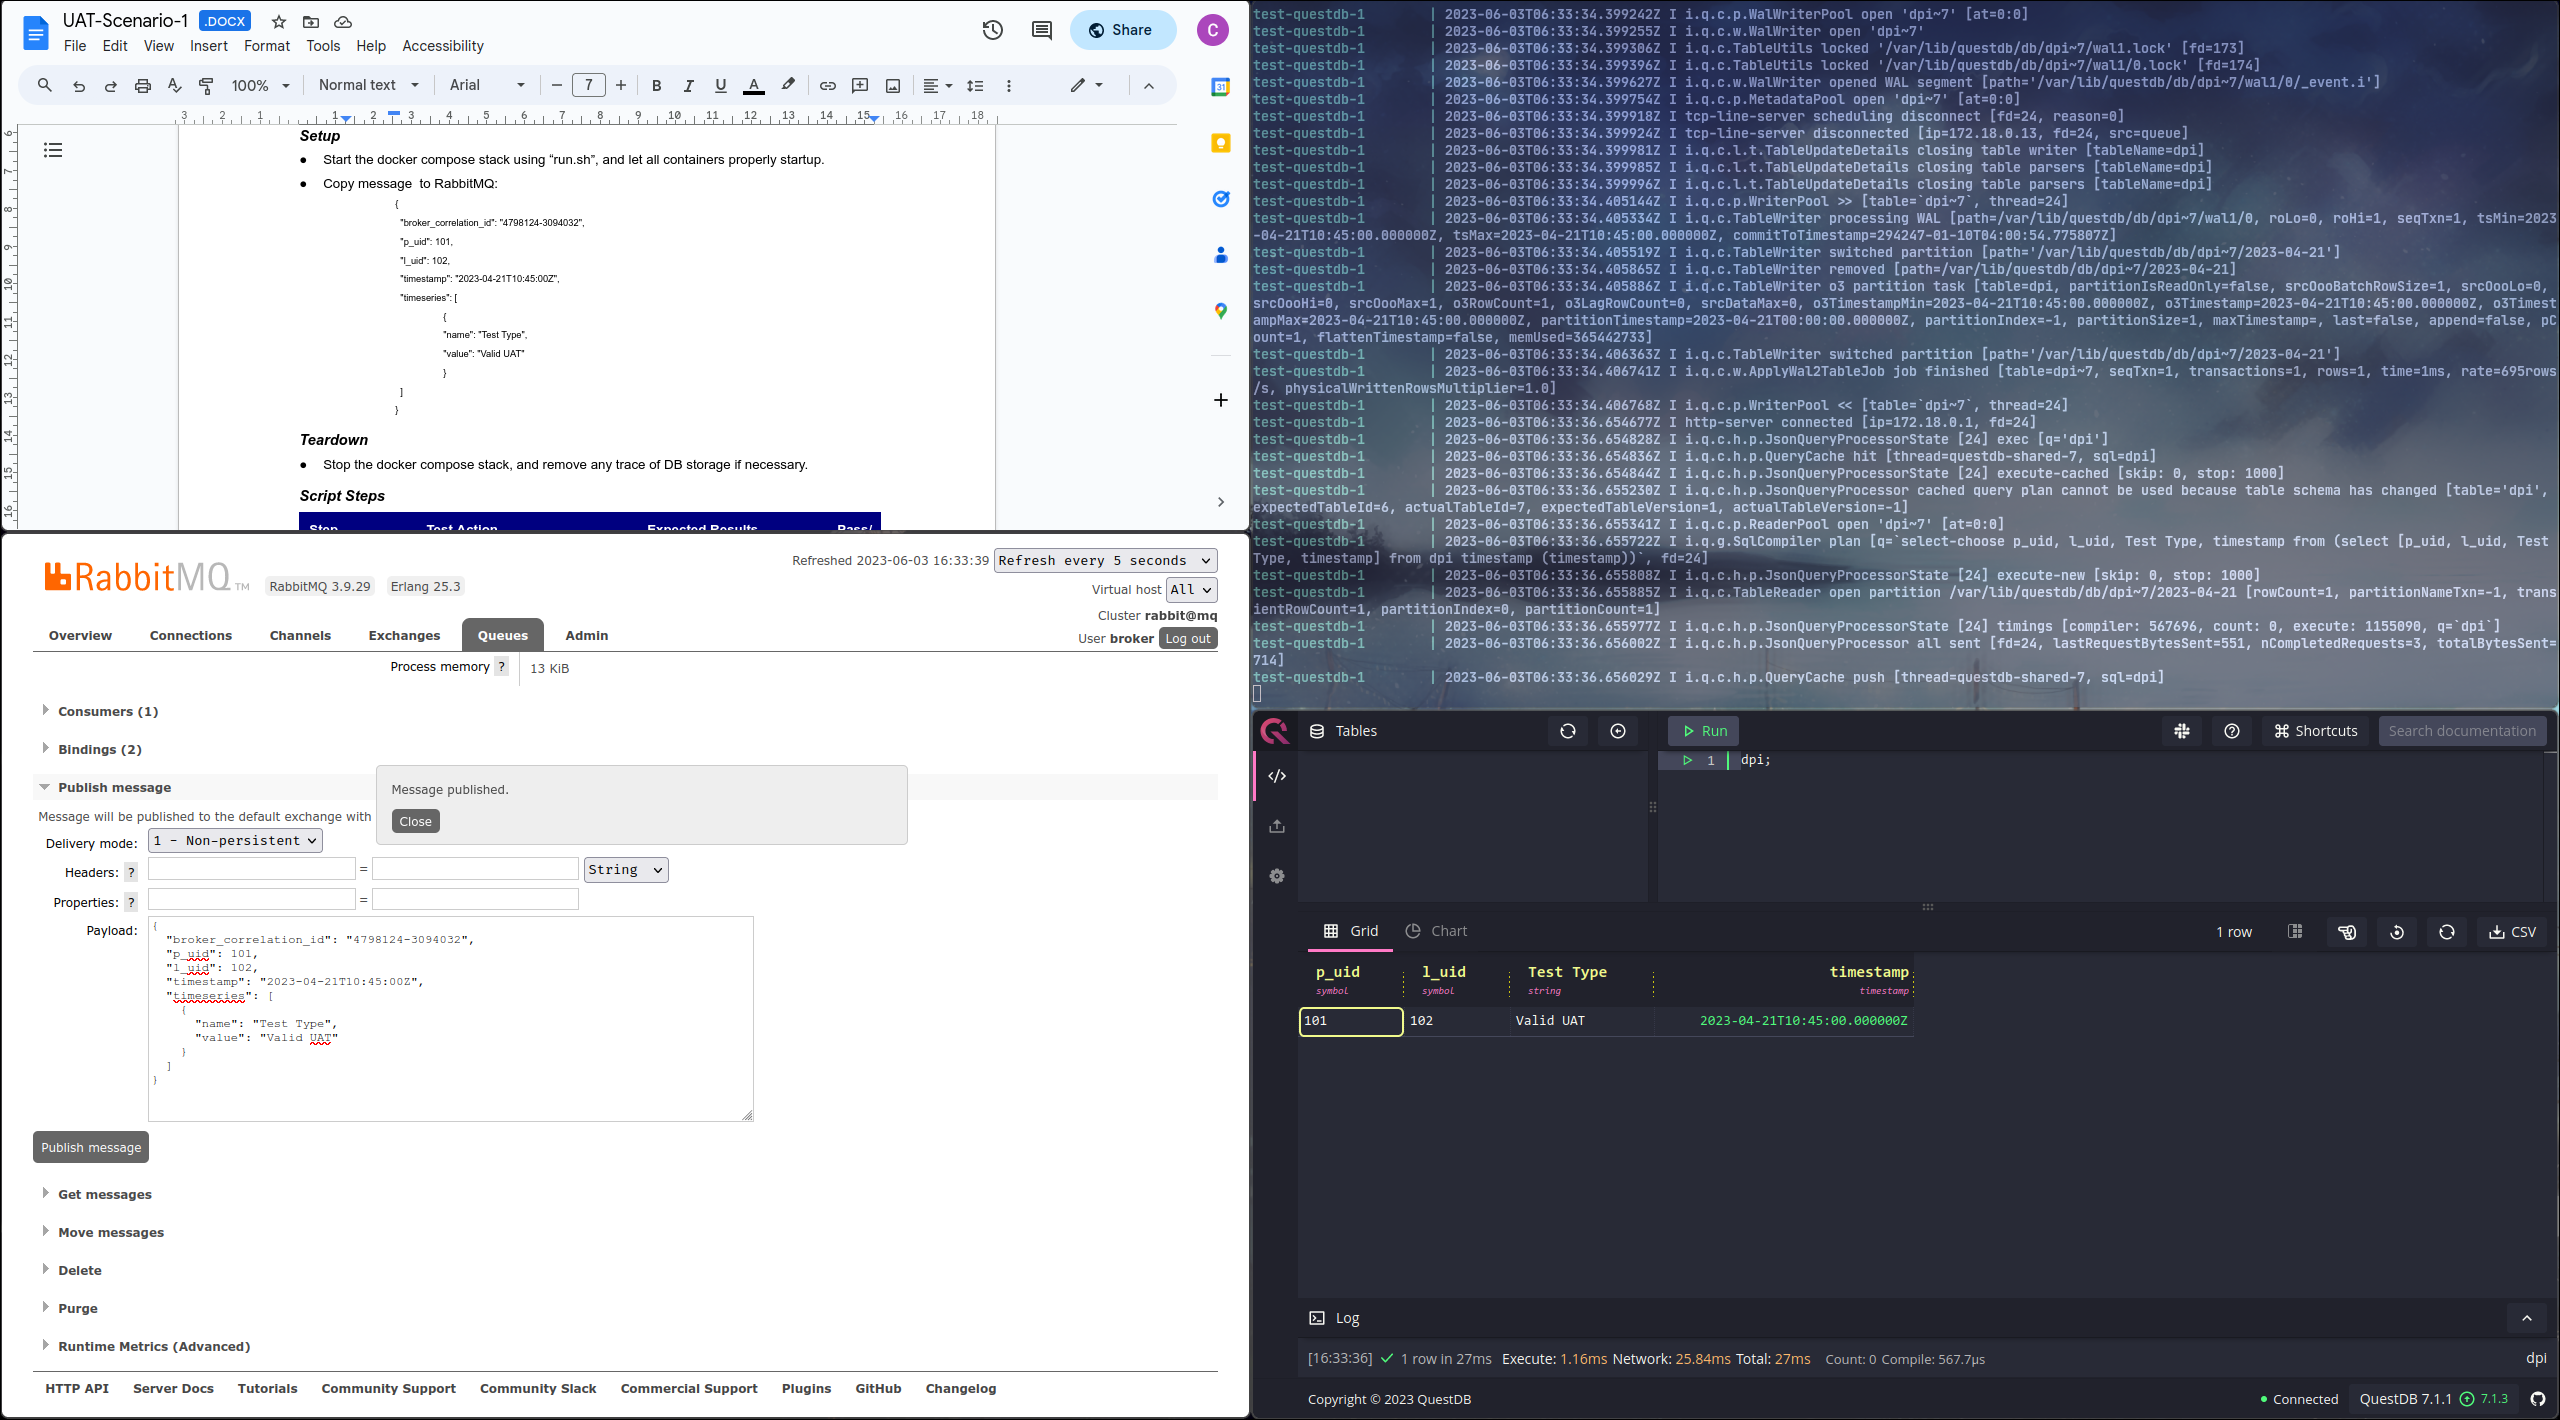 UAT-Scenario-1 .DOCX
File Edit View Insert Format Tools Help Accessibility
Share
C
100% Normal text Arial 7 B I U A
31
3 2 1 1 2 3 4 5 6 7 8 9 10 11 12 13 14 15 16 17 18
6 7 8 9 10 11 12 13 14 15 16
Setup
● Start the docker compose stack using “run.sh”, and let all containers properly startup.
● Copy message to RabbitMQ:
{
"broker_correlation_id": "4798124-3094032",
"p_uid": 101,
"l_uid": 102,
"timestamp": "2023-04-21T10:45:00Z",
"timeseries": [
{
"name": "Test Type",
"value": "Valid UAT"
}
]
}
Teardown
● Stop the docker compose stack, and remove any trace of DB storage if necessary.
Script Steps
Step Test Action Expected Results Pass/
RabbitMQ TM RabbitMQ 3.9.29 Erlang 25.3
Refreshed 2023-06-03 16:33:39 Refresh every 5 seconds
Virtual host All
Cluster rabbit@mq
User broker Log out
Overview Connections Channels Exchanges Queues Admin
Process memory ? 13 KiB
Consumers (1)
Bindings (2)
Publish message
Message published.
Close
Message will be published to the default exchange with
Delivery mode: 1 - Non-persistent
Headers: ? = String
Properties: ? =
Payload:
{
"broker_correlation_id": "4798124-3094032",
"p_uid": 101,
"l_uid": 102,
"timestamp": "2023-04-21T10:45:00Z",
"timeseries": [
{
"name": "Test Type",
"value": "Valid UAT"
}
]
}
Publish message
Get messages
Move messages
Delete
Purge
Runtime Metrics (Advanced)
HTTP API Server Docs Tutorials Community Support Community Slack Commercial Support Plugins GitHub Changelog
test-questdb-1 | 2023-06-03T06:33:34.399242Z I i.q.c.p.WalWriterPool open 'dpi~7' [at=0:0]
test-questdb-1 | 2023-06-03T06:33:34.399255Z I i.q.c.w.WalWriter open 'dpi~7'
test-questdb-1 | 2023-06-03T06:33:34.399306Z I i.q.c.TableUtils locked '/var/lib/questdb/db/dpi~7/wal1.lock' [fd=173]
test-questdb-1 | 2023-06-03T06:33:34.399396Z I i.q.c.TableUtils locked '/var/lib/questdb/db/dpi~7/wal1/0.lock' [fd=174]
test-questdb-1 | 2023-06-03T06:33:34.399627Z I i.q.c.w.WalWriter opened WAL segment [path='/var/lib/questdb/db/dpi~7/wal1/0/_event.i']
test-questdb-1 | 2023-06-03T06:33:34.399754Z I i.q.c.p.MetadataPool open 'dpi~7' [at=0:0]
test-questdb-1 | 2023-06-03T06:33:34.399918Z I tcp-line-server scheduling disconnect [fd=24, reason=0]
test-questdb-1 | 2023-06-03T06:33:34.399924Z I tcp-line-server disconnected [ip=172.18.0.13, fd=24, src=queue]
test-questdb-1 | 2023-06-03T06:33:34.399981Z I i.q.c.l.t.TableUpdateDetails closing table writer [tableName=dpi]
test-questdb-1 | 2023-06-03T06:33:34.399985Z I i.q.c.l.t.TableUpdateDetails closing table parsers [tableName=dpi]
test-questdb-1 | 2023-06-03T06:33:34.399996Z I i.q.c.l.t.TableUpdateDetails closing table parsers [tableName=dpi]
test-questdb-1 | 2023-06-03T06:33:34.405144Z I i.q.c.p.WriterPool >> [table=`dpi~7`, thread=24]
test-questdb-1 | 2023-06-03T06:33:34.405334Z I i.q.c.TableWriter processing WAL [path=/var/lib/questdb/db/dpi~7/wal1/0, roLo=0, roHi=1, seqTxn=1, tsMin=2023
-04-21T10:45:00.000000Z, tsMax=2023-04-21T10:45:00.000000Z, commitToTimestamp=294247-01-10T04:00:54.775807Z]
test-questdb-1 | 2023-06-03T06:33:34.405519Z I i.q.c.TableWriter switched partition [path='/var/lib/questdb/db/dpi~7/2023-04-21']
test-questdb-1 | 2023-06-03T06:33:34.405865Z I i.q.c.TableWriter removed [path=/var/lib/questdb/db/dpi~7/2023-04-21]
test-questdb-1 | 2023-06-03T06:33:34.405886Z I i.q.c.TableWriter o3 partition task [table=dpi, partitionIsReadOnly=false, srcOooBatchRowSize=1, srcOooLo=0,
srcOooHi=0, srcOooMax=1, o3RowCount=1, o3LagRowCount=0, srcDataMax=0, o3TimestampMin=2023-04-21T10:45:00.000000Z, o3Timestamp=2023-04-21T10:45:00.000000Z, o3Timest
ampMax=2023-04-21T10:45:00.000000Z, partitionTimestamp=2023-04-21T00:00:00.000000Z, partitionIndex=-1, partitionSize=1, maxTimestamp=, last=false, append=false, pC
ount=1, flattenTimestamp=false, memUsed=365442733]
test-questdb-1 | 2023-06-03T06:33:34.406363Z I i.q.c.TableWriter switched partition [path='/var/lib/questdb/db/dpi~7/2023-04-21']
test-questdb-1 | 2023-06-03T06:33:34.406741Z I i.q.c.w.ApplyWal2TableJob job finished [table=dpi~7, seqTxn=1, transactions=1, rows=1, time=1ms, rate=695rows
/s, physicalWrittenRowsMultiplier=1.0]
test-questdb-1 | 2023-06-03T06:33:34.406768Z I i.q.c.p.WriterPool << [table=`dpi~7`, thread=24]
test-questdb-1 | 2023-06-03T06:33:36.654677Z I http-server connected [ip=172.18.0.1, fd=24]
test-questdb-1 | 2023-06-03T06:33:36.654828Z I i.q.c.h.p.JsonQueryProcessorState [24] exec [q='dpi']
test-questdb-1 | 2023-06-03T06:33:36.654836Z I i.q.c.h.p.QueryCache hit [thread=questdb-shared-7, sql=dpi]
test-questdb-1 | 2023-06-03T06:33:36.654844Z I i.q.c.h.p.JsonQueryProcessorState [24] execute-cached [skip: 0, stop: 1000]
test-questdb-1 | 2023-06-03T06:33:36.655230Z I i.q.c.h.p.JsonQueryProcessor cached query plan cannot be used because table schema has changed [table='dpi',
expectedTableId=6, actualTableId=7, expectedTableVersion=1, actualTableVersion=-1]
test-questdb-1 | 2023-06-03T06:33:36.655341Z I i.q.c.p.ReaderPool open 'dpi~7' [at=0:0]
test-questdb-1 | 2023-06-03T06:33:36.655722Z I i.q.g.SqlCompiler plan [q=`select-choose p_uid, l_uid, Test Type, timestamp from (select [p_uid, l_uid, Test
Type, timestamp] from dpi timestamp (timestamp))`, fd=24]
test-questdb-1 | 2023-06-03T06:33:36.655808Z I i.q.c.h.p.JsonQueryProcessorState [24] execute-new [skip: 0, stop: 1000]
test-questdb-1 | 2023-06-03T06:33:36.655885Z I i.q.c.TableReader open partition /var/lib/questdb/db/dpi~7/2023-04-21 [rowCount=1, partitionNameTxn=-1, trans
ientRowCount=1, partitionIndex=0, partitionCount=1]
test-questdb-1 | 2023-06-03T06:33:36.655977Z I i.q.c.h.p.JsonQueryProcessorState [24] timings [compiler: 567696, count: 0, execute: 1155090, q=`dpi`]
test-questdb-1 | 2023-06-03T06:33:36.656002Z I i.q.c.h.p.JsonQueryProcessor all sent [fd=24, lastRequestBytesSent=551, nCompletedRequests=3, totalBytesSent=
714]
test-questdb-1 | 2023-06-03T06:33:36.656029Z I i.q.c.h.p.QueryCache push [thread=questdb-shared-7, sql=dpi]
Tables Run Shortcuts Search documentation
1 dpi;
Grid Chart 1 row CSV
p_uid l_uid Test Type timestamp
symbol symbol string timestamp
101 102 Valid UAT 2023-04-21T10:45:00.000000Z
Log
[16:33:36] 1 row in 27ms Execute: 1.16ms Network: 25.84ms Total: 27ms Count: 0 Compile: 567.7µs dpi
Copyright © 2023 QuestDB Connected QuestDB 7.1.1 7.1.3